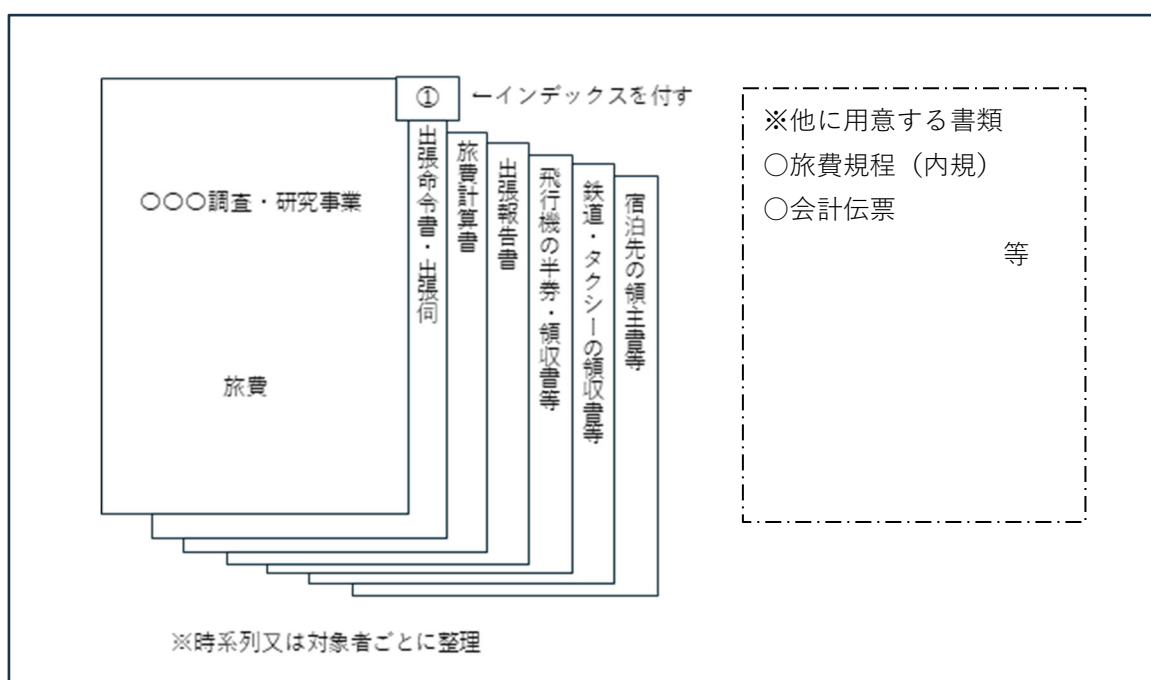 ①
←インデックスを付す
〇〇〇調査・研究事業
旅費
出張命令書・出張伺
旅費計算書
出張報告書
飛行機の半券・領収書等
鉄道・タクシーの領収書等
宿泊先の領主書等
※時系列又は対象者ごとに整理
※他に用意する書類
○旅費規程（内規）
○会計伝票
等